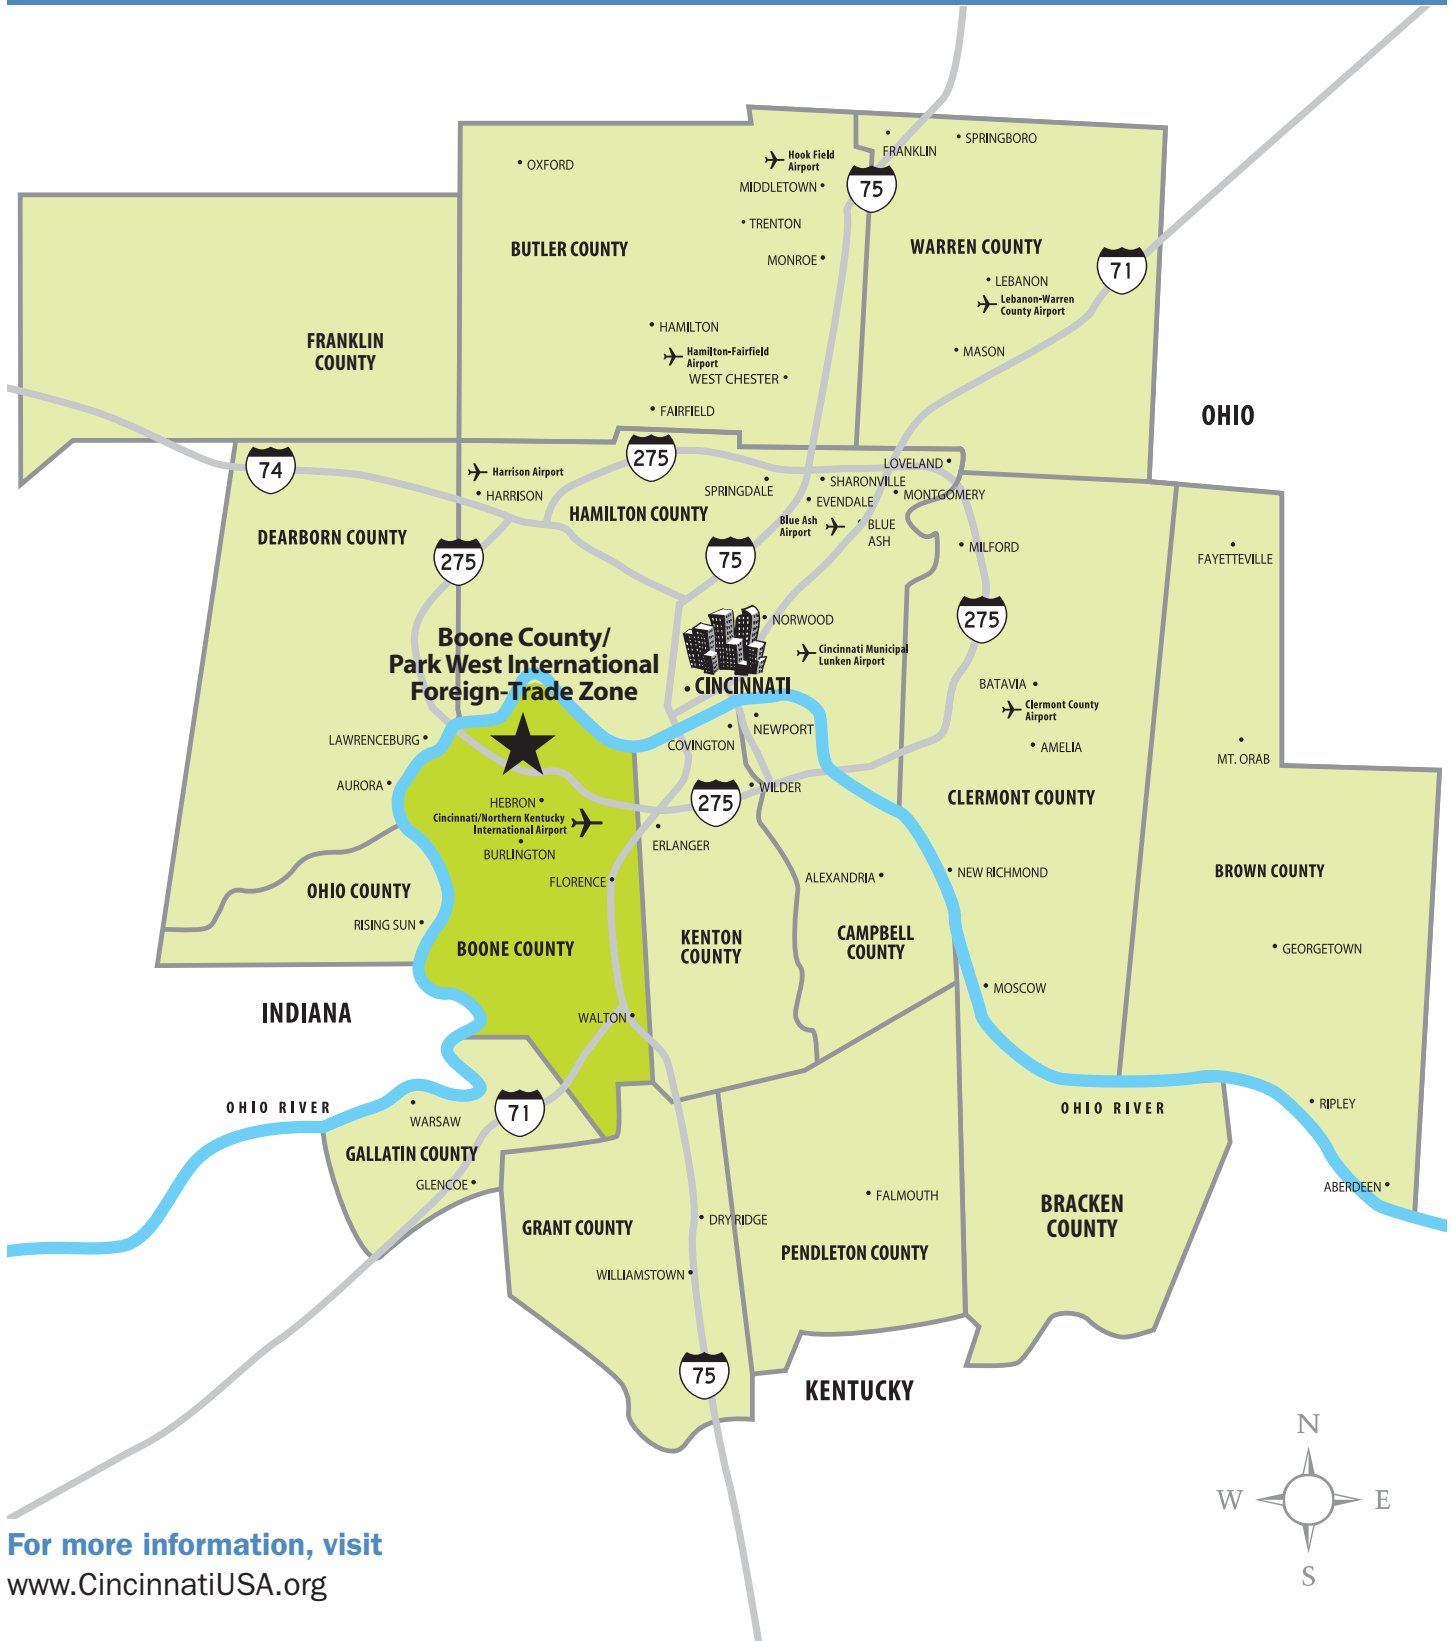 FRANKLIN
SPRINGBORO
OXFORD
Hook Field
Airport
MIDDLETOWN
75
TRENTON
BUTLER COUNTY
WARREN COUNTY
MONROE
71
LEBANON
Lebanon-Warren
County Airport
HAMILTON
FRANKLIN
COUNTY
Hamilton-Fairfield
Airport
MASON
WEST CHESTER
FAIRFIELD
OHIO
74
275
LOVELAND
Harrison Airport
HARRISON
SPRINGDALE
SHARONVILLE
EVENDALE
MONTGOMERY
HAMILTON COUNTY
Blue Ash
Airport
BLUE
ASH
DEARBORN COUNTY
275
75
MILFORD
FAYETTEVILLE
275
NORWOOD
Boone County/
Park West International
Foreign-Trade Zone
Cincinnati Municipal
Lunken Airport
CINCINNATI
BATAVIA
Clermont County
Airport
LAWRENCEBURG
COVINGTON
NEWPORT
AMELIA
MT. ORAB
AURORA
WILDER
CLERMONT COUNTY
HEBRON
275
Cincinnati/Northern Kentucky
International Airport
BURLINGTON
ERLANGER
FLORENCE
ALEXANDRIA
NEW RICHMOND
BROWN COUNTY
OHIO COUNTY
RISING SUN
BOONE COUNTY
KENTON
COUNTY
CAMPBELL
COUNTY
GEORGETOWN
MOSCOW
INDIANA
WALTON
OHIO RIVER
WARSAW
71
OHIO RIVER
RIPLEY
GALLATIN COUNTY
GLENCOE
ABERDEEN
FALMOUTH
BRACKEN
COUNTY
GRANT COUNTY
DRY RIDGE
PENDLETON COUNTY
WILLIAMSTOWN
75
KENTUCKY
N
W
E
S
For more information, visit
www.CincinnatiUSA.org